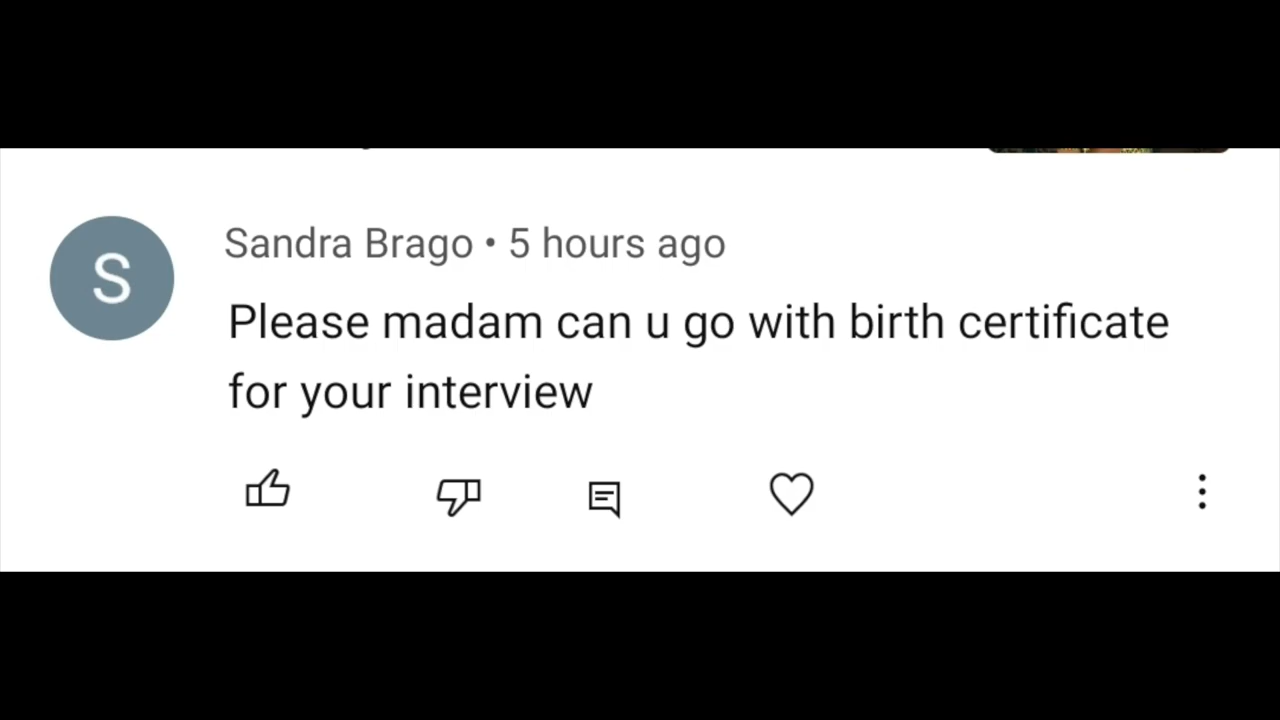 S
Sandra Brago • 5 hours ago
Please madam can u go with birth certificate
for your interview